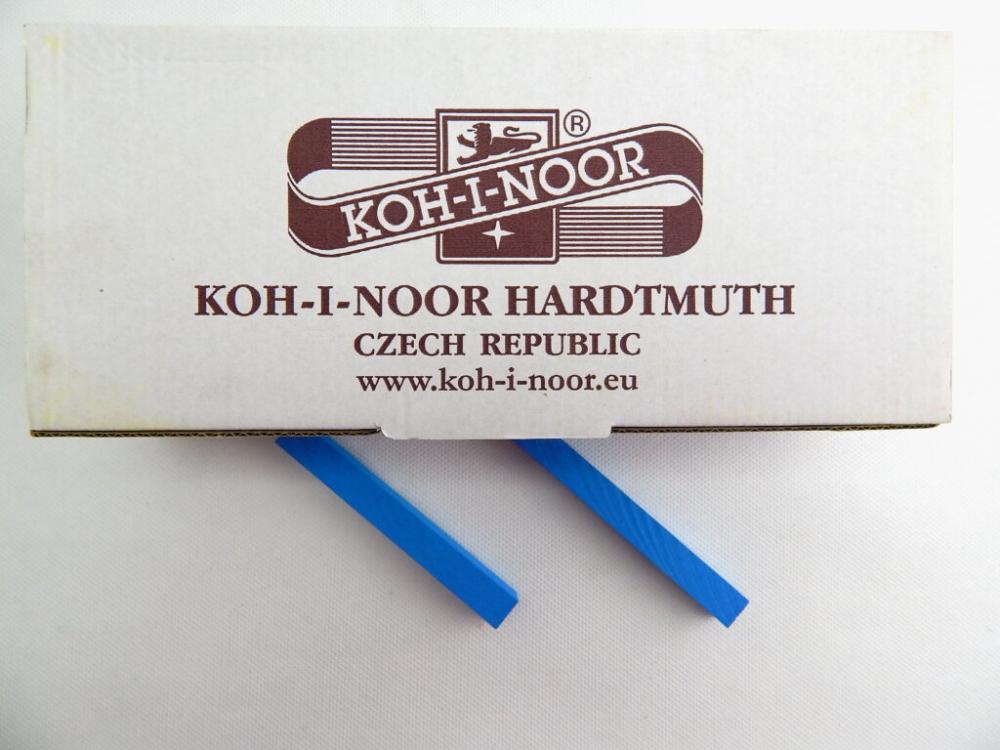 ®
KOH-I-NOOR
KOH-I-NOOR HARDTMUTH
CZECH REPUBLIC
www.koh-i-noor.eu